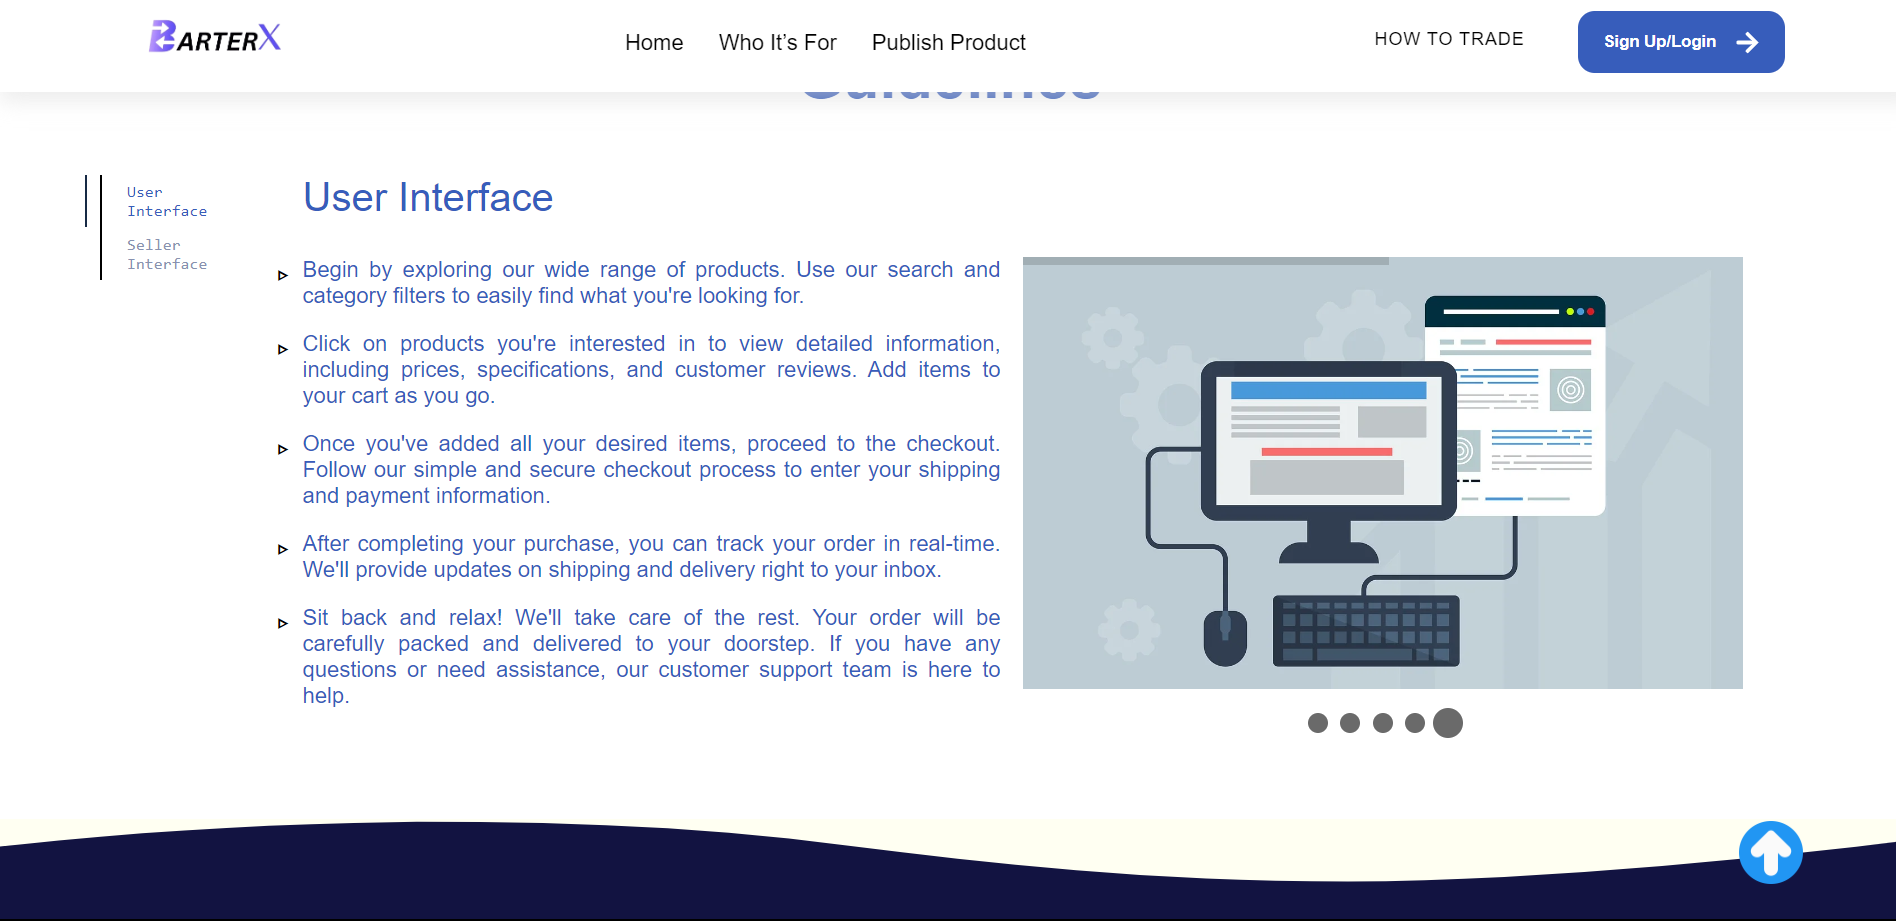 BARTERX
Home Who It’s For Publish Product
HOW TO TRADE
Sign Up/Login
Guidelines
User
Interface
Seller
Interface
User Interface
Begin by exploring our wide range of products. Use our search and
category filters to easily find what you're looking for.
Click on products you're interested in to view detailed information,
including prices, specifications, and customer reviews. Add items to
your cart as you go.
Once you've added all your desired items, proceed to the checkout.
Follow our simple and secure checkout process to enter your shipping
and payment information.
After completing your purchase, you can track your order in real-time.
We'll provide updates on shipping and delivery right to your inbox.
Sit back and relax! We'll take care of the rest. Your order will be
carefully packed and delivered to your doorstep. If you have any
questions or need assistance, our customer support team is here to
help.